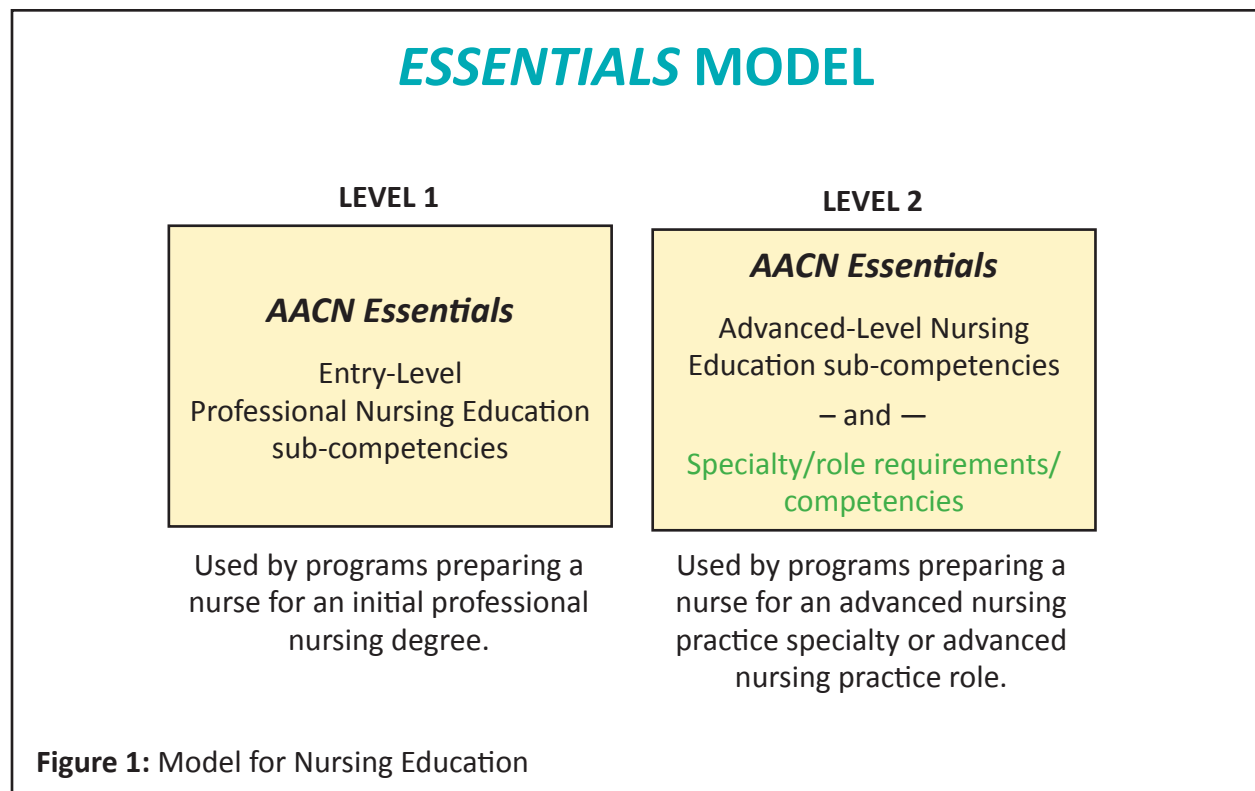 ESSENTIALS MODEL
LEVEL 1
AACN Essentials
Entry-Level
Professional Nursing Education
sub-competencies
Used by programs preparing a
nurse for an initial professional
nursing degree.
LEVEL 2
AACN Essentials
Advanced-Level Nursing
Education sub-competencies
– and —
Specialty/role requirements/
competencies
Used by programs preparing a
nurse for an advanced nursing
practice specialty or advanced
nursing practice role.
Figure 1: Model for Nursing Education